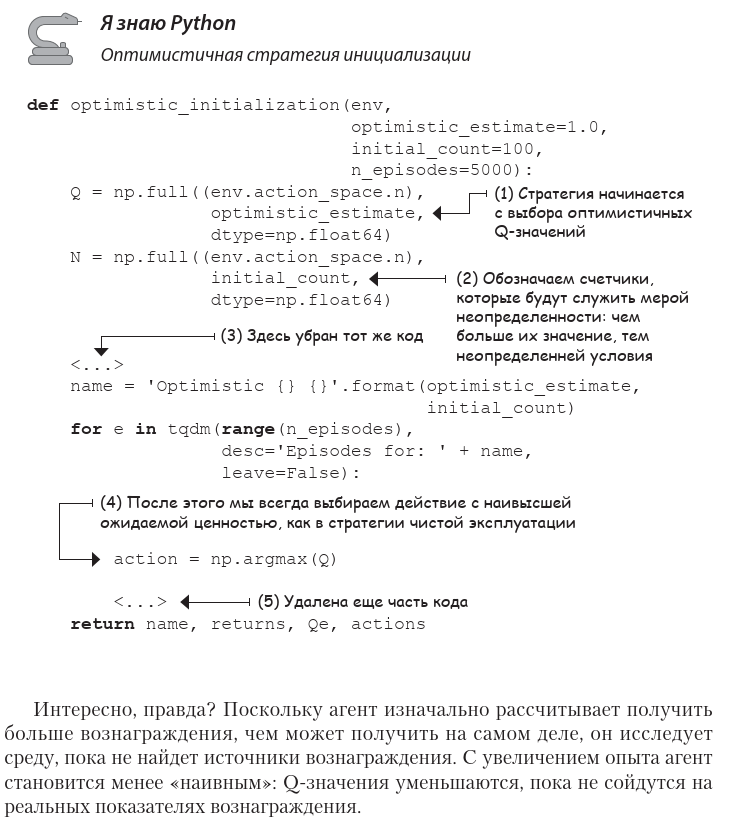 Я знаю Python
Оптимистичная стратегия инициализации
def optimistic_initialization(env,
optimistic_estimate=1.0,
initial_count=100,
n_episodes=5000):
Q = np.full((env.action_space.n),
optimistic_estimate,
dtype=np.float64)
(1) Стратегия начинается
с выбора оптимистичных
Q-значений
N = np.full((env.action_space.n),
initial_count,
dtype=np.float64)
(2) Обозначаем счетчики,
которые будут служить мерой
неопределенности: чем
больше их значение, тем
неопределенней условия
(3) Здесь убран тот же код
<...>
name = 'Optimistic {} {}'.format(optimistic_estimate,
initial_count)
for e in tqdm(range(n_episodes),
desc='Episodes for: ' + name,
leave=False):
(4) После этого мы всегда выбираем действие с наивысшей
ожидаемой ценностью, как в стратегии чистой эксплуатации
action = np.argmax(Q)
<...>
(5) Удалена еще часть кода
return name, returns, Qe, actions
Интересно, правда? Поскольку агент изначально рассчитывает получить
больше вознаграждения, чем может получить на самом деле, он исследует
среду, пока не найдет источники вознаграждения. С увеличением опыта агент
становится менее «наивным»: Q-значения уменьшаются, пока не сойдутся на
реальных показателях вознаграждения.